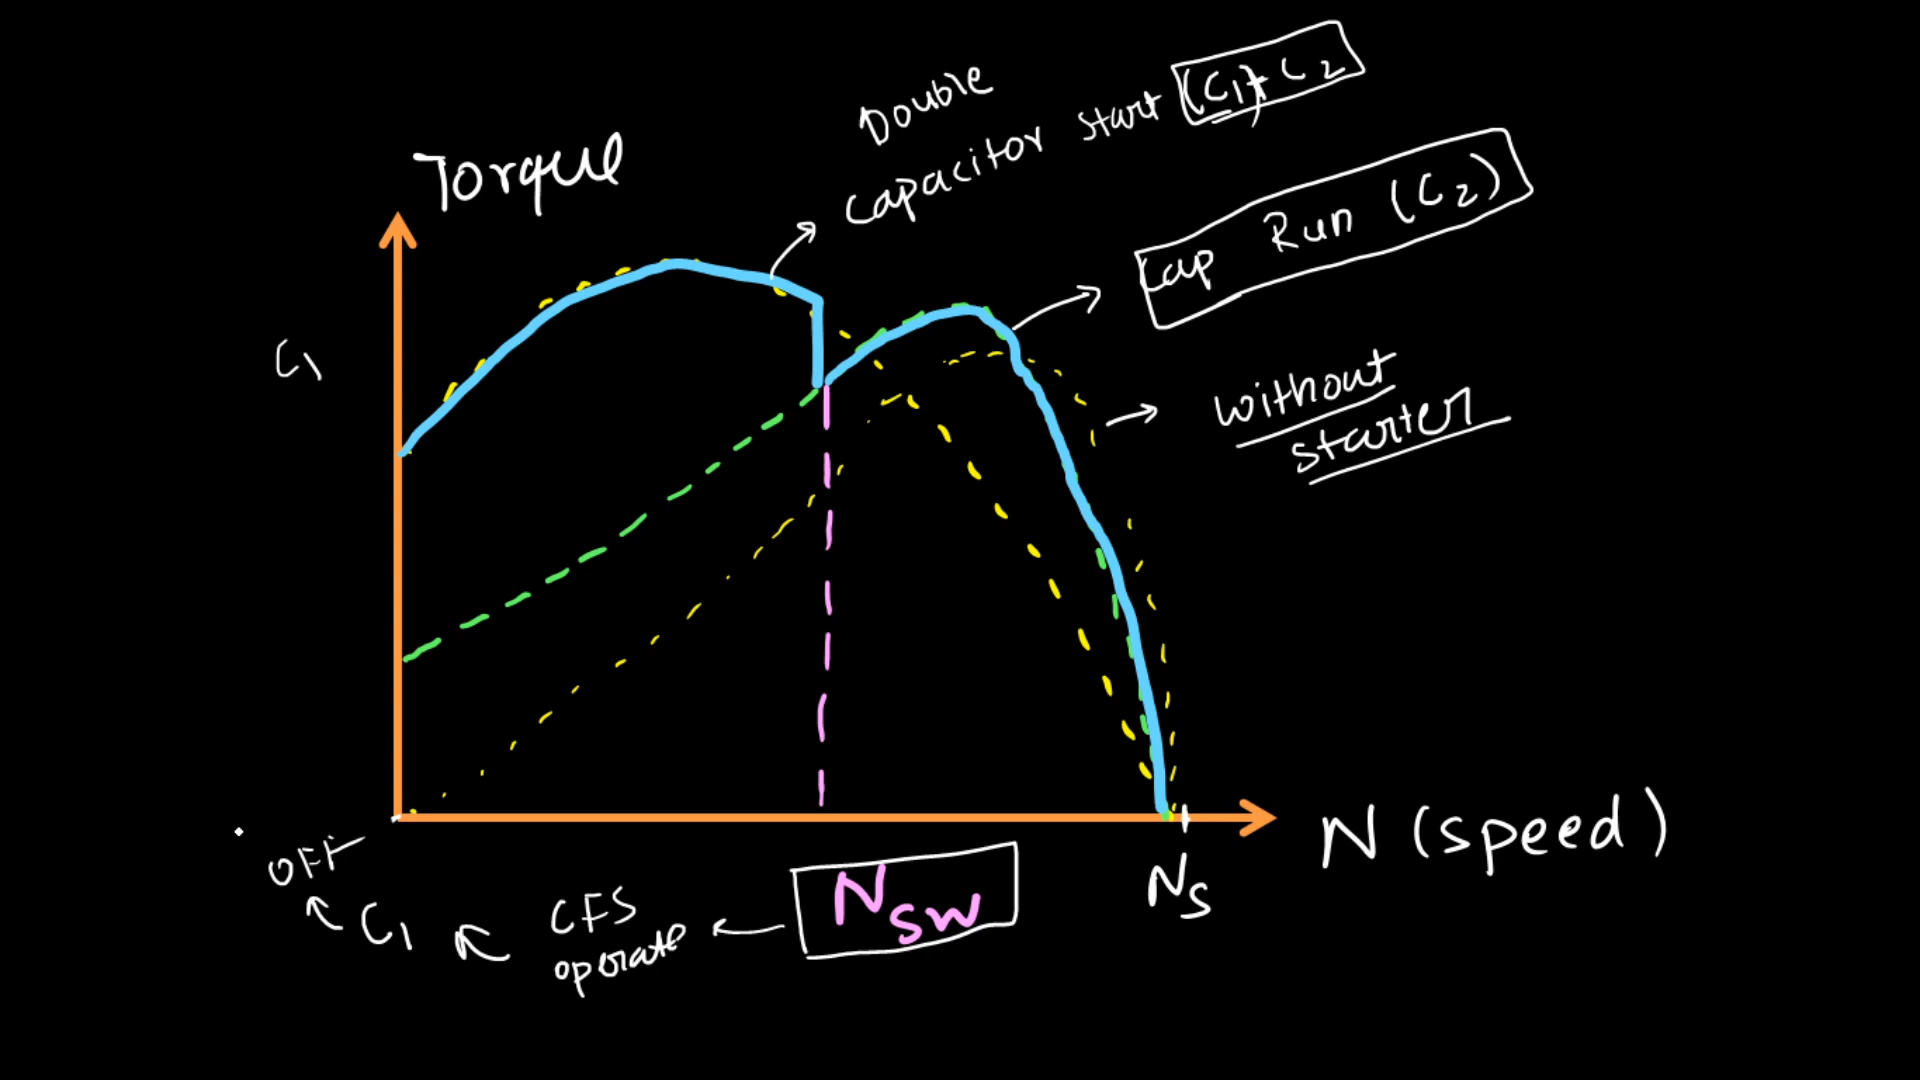 Double
Capacitor start (C1)+C2
Torque
Cap Run (C2)
C1
without
starter
N (speed)
Ns
OFF
C1
CFS
operate
Nsw